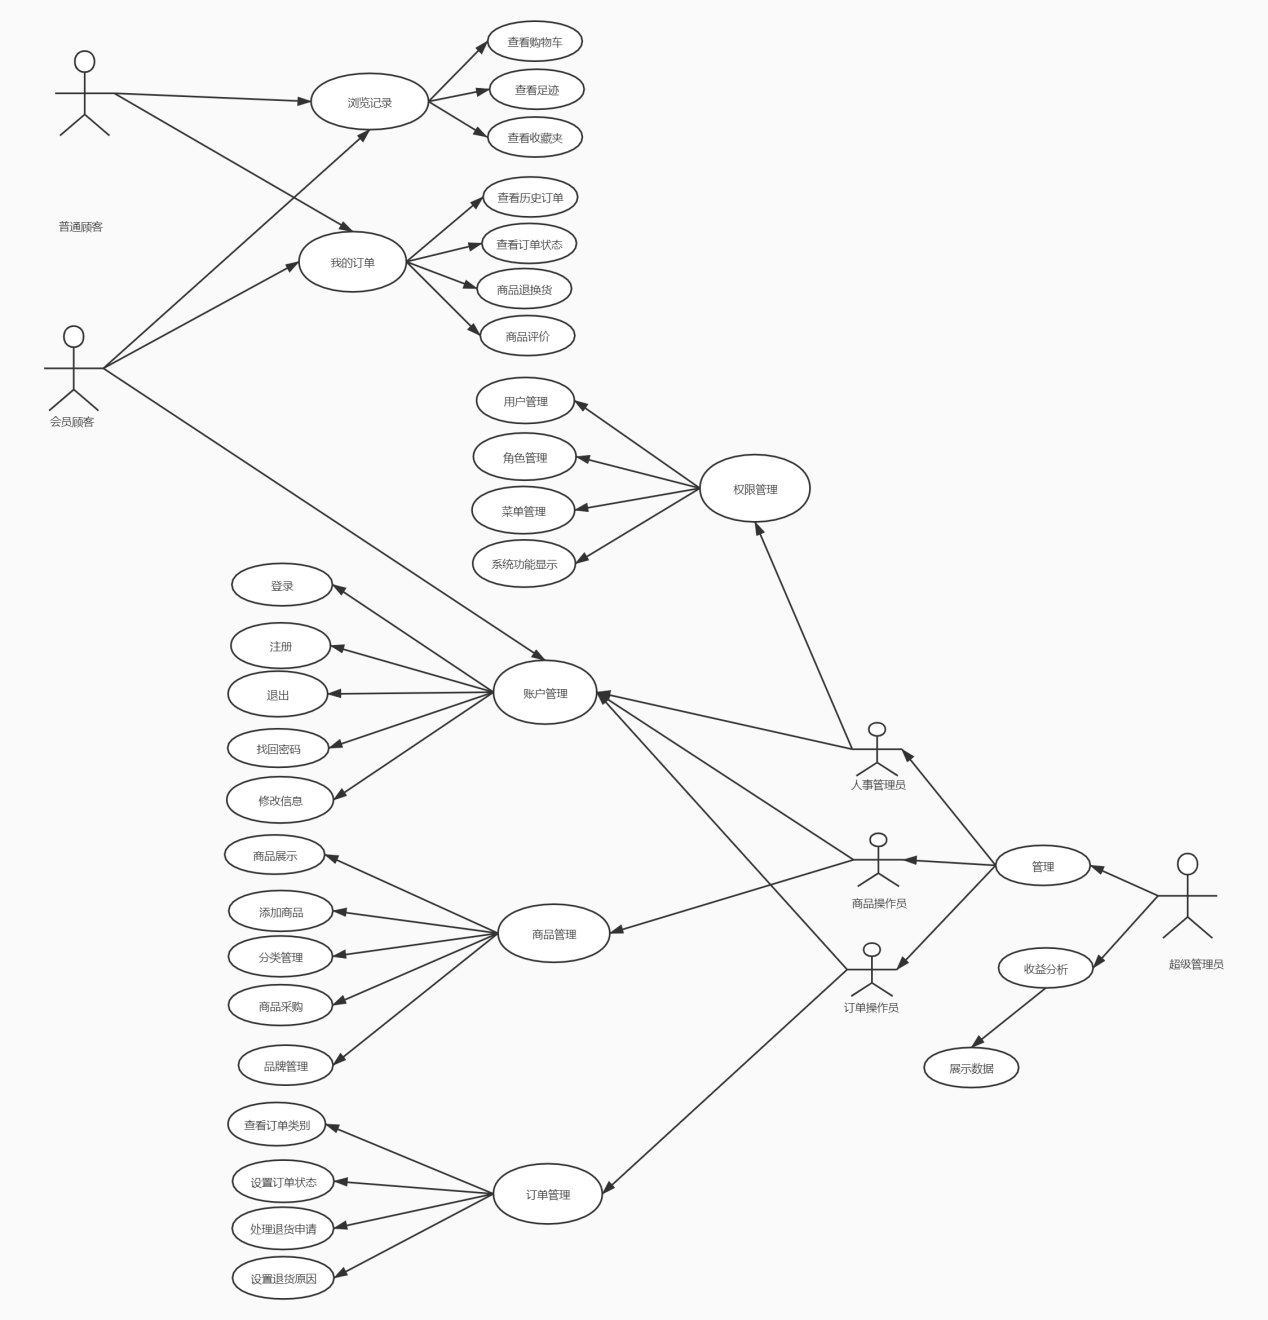 查看购物车
查看足迹
浏览记录
查看收藏夹
查看历史订单
普通顾客
查看订单状态
我的订单
商品退换货
商品评价
用户管理
会员顾客
角色管理
权限管理
菜单管理
系统功能显示
登录
注册
退出
账户管理
找回密码
人事管理员
修改信息
商品展示
管理
商品操作员
添加商品
商品管理
分类管理
超级管理员
收益分析
商品采购
订单操作员
品牌管理
展示数据
查看订单类别
设置订单状态
订单管理
处理退货申请
设置退货原因